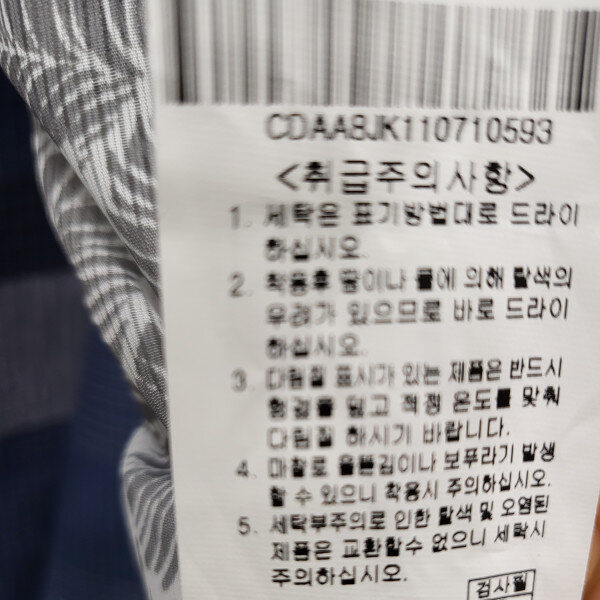 CDAA8JK110710593
<취급주의사항>
1. 세탁은 표기방법대로 드라이
하십시오.
2. 착용후 땀이나 물에 의해 탈색의
우려가 있으므로 바로 드라이
하십시오.
3. 다림질 표시가 있는 제품은 반드시
헝겊을 덮고 적정 온도를 맞춰
다림질 하시기 바랍니다.
4. 마찰로 올뜯김이나 보푸라기 발생
할 수 있으니 착용시 주의하십시오.
5. 세탁부주의로 인한 탈색 및 오염된
제품은 교환할수 없으니 세탁시
주의하십시오.
검사필